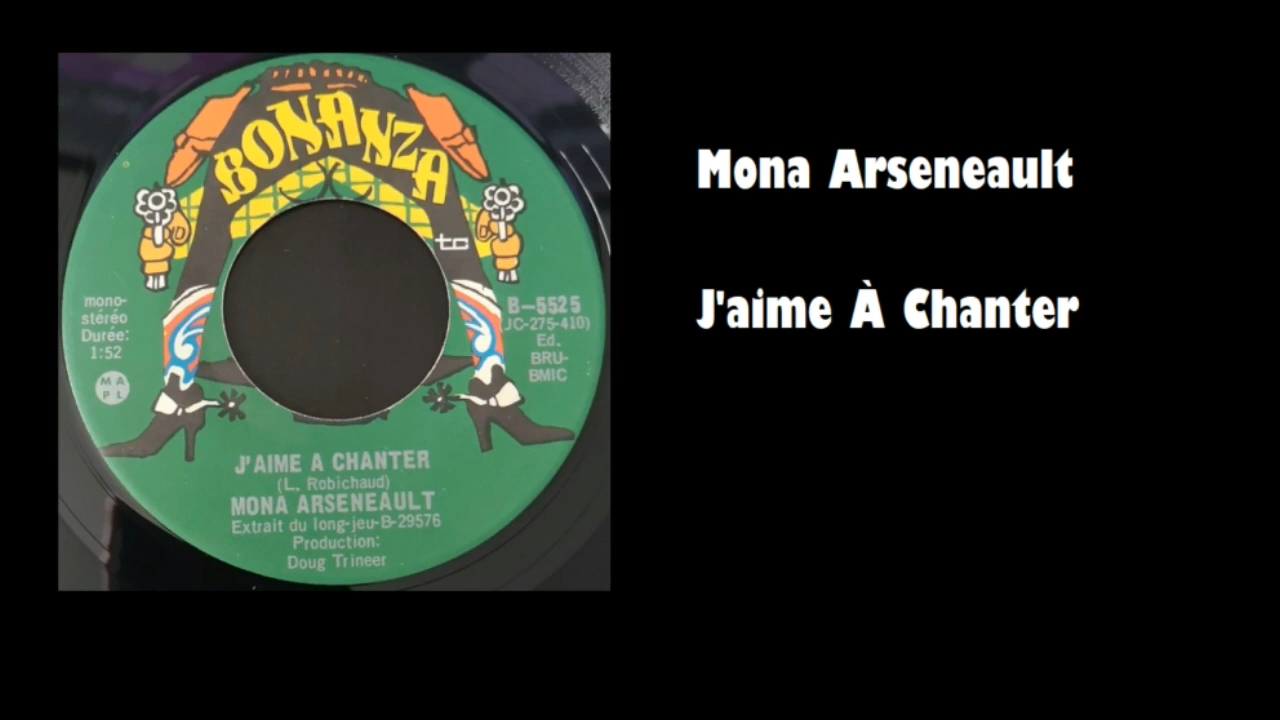 BONANZA
tc
mono-
stéréo
Durée:
1:52
M A
P L
B-5525
(JC-275-410)
Ed.
BRU-
BMIC
J'AIME A CHANTER
(L. Robichaud)
MONA ARSENEAULT
Extrait du long-jeu-B-29576
Production:
Doug Trineer
Mona Arseneault
J'aime À Chanter